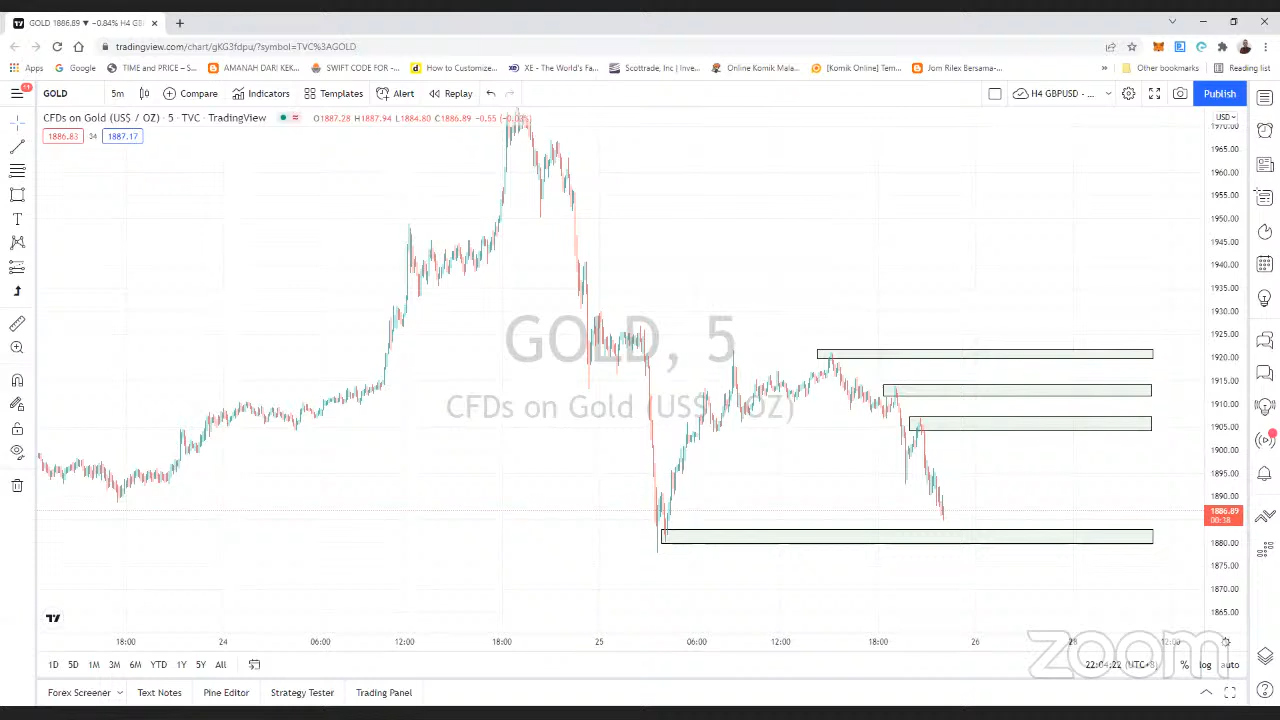 GOLD 1886.89 ▼ −0.84% H4 GB
tradingview.com/chart/gKG3fdpu/?symbol=TVC%3AGOLD
Apps Google TIME and PRICE – S... AMANAH DARI KEK... SWIFT CODE FOR -... How to Customize... XE - The World's Fa... Scottrade, Inc | Inve... Online Komik Mala... [Komik Online] Tem... Jom Rilex Bersama-... » Other bookmarks Reading list
GOLD 5m Compare Indicators Templates Alert Replay H4 GBPUSD - ... Publish
CFDs on Gold (US$ / OZ) · 5 · TVC · TradingView O1887.28 H1887.94 L1884.80 C1886.89 −0.55 (−0.03%)
1886.83 34 1887.17
USD
1970.00
1965.00
1960.00
1955.00
1950.00
1945.00
1940.00
1935.00
1930.00
1925.00
1920.00
1915.00
1910.00
1905.00
1900.00
1895.00
1890.00
1886.89
00:38
1880.00
1875.00
1870.00
1865.00
GOLD, 5
CFDs on Gold (US$ / OZ)
18:00 24 06:00 12:00 18:00 25 06:00 12:00 18:00 26 28 12:00
zoom
1D 5D 1M 3M 6M YTD 1Y 5Y All 22:04:22 (UTC+8) % log auto
Forex Screener Text Notes Pine Editor Strategy Tester Trading Panel